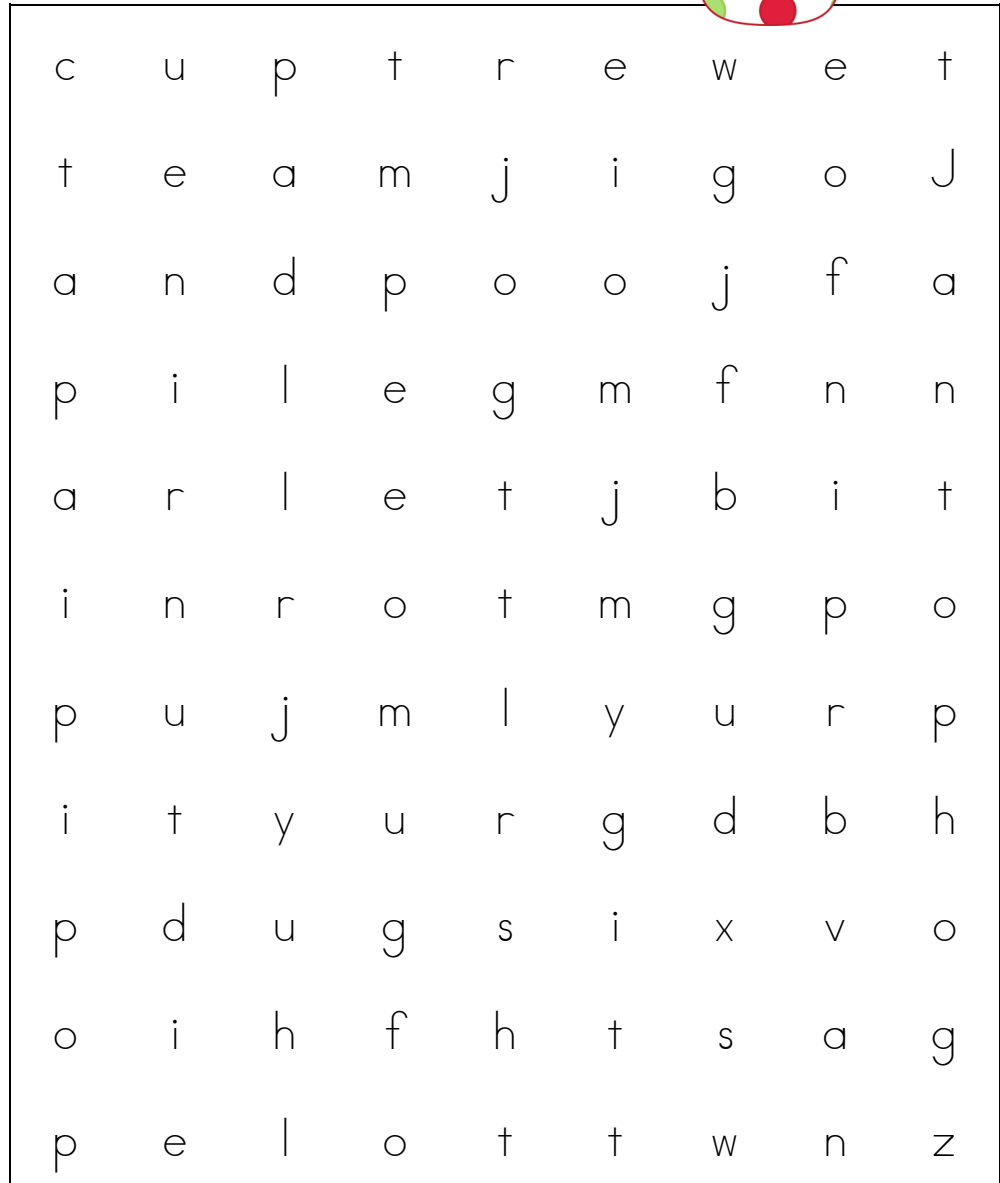 c u p t r e w e t
t e a m j i g o J
a n d p o o j f a
p i l e g m f n n
a r l e t j b i t
i n r o t m g p o
p u j m l y u r p
i t y u r g d b h
p d u g s i x v o
o i h f h t s a g
p e l o t t w n z